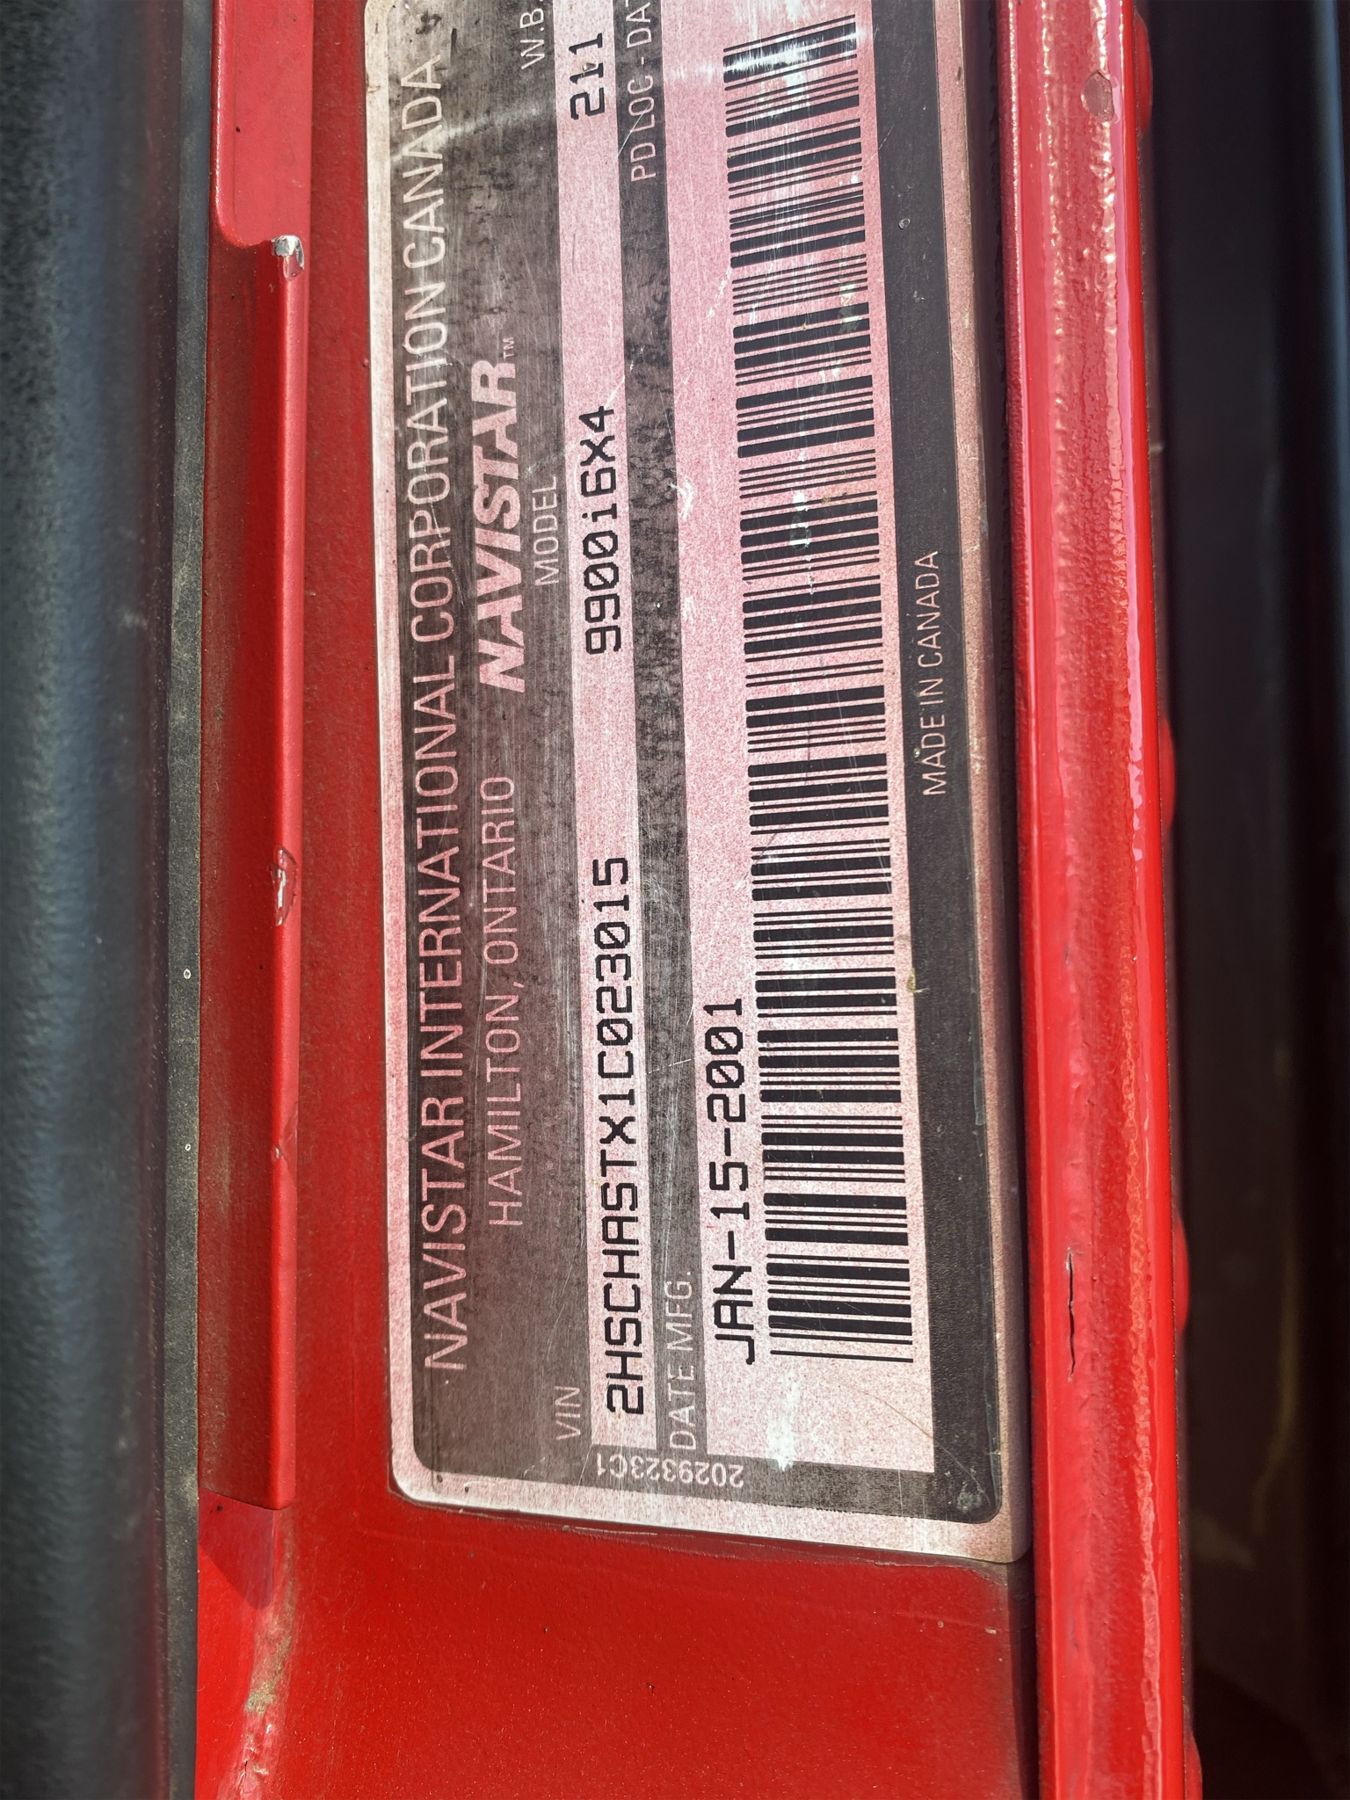 NAVISTAR INTERNATIONAL CORPORATION CANADA
HAMILTON, ONTARIO NAVISTAR™
VIN MODEL W.B.
2HSCHASTX1C023015 9900i6X4 211
DATE MFG. PD LOC - DA
JAN-15-2001
MADE IN CANADA
2029323C1